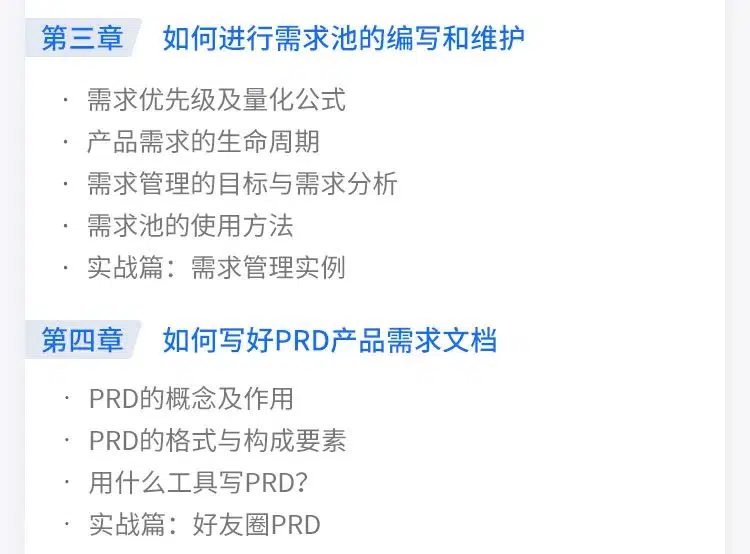 第三章 如何进行需求池的编写和维护
· 需求优先级及量化公式
· 产品需求的生命周期
· 需求管理的目标与需求分析
· 需求池的使用方法
· 实战篇：需求管理实例
第四章 如何写好PRD产品需求文档
· PRD的概念及作用
· PRD的格式与构成要素
· 用什么工具写PRD？
· 实战篇：好友圈PRD